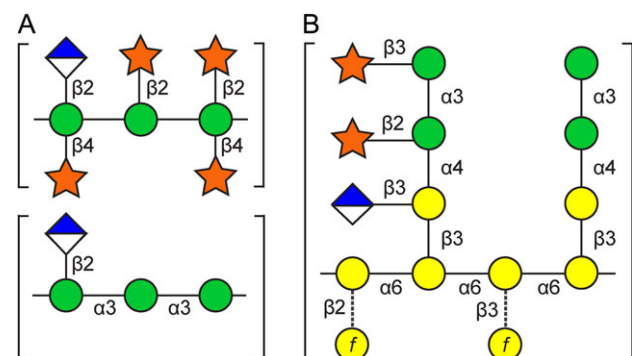 A
β2 β2 β2
β4 β4
β2
α3 α3
B
β3
α3 α3
β2
α4 α4
β3
β3 β3
α6 α6 α6
β2 β3
f f